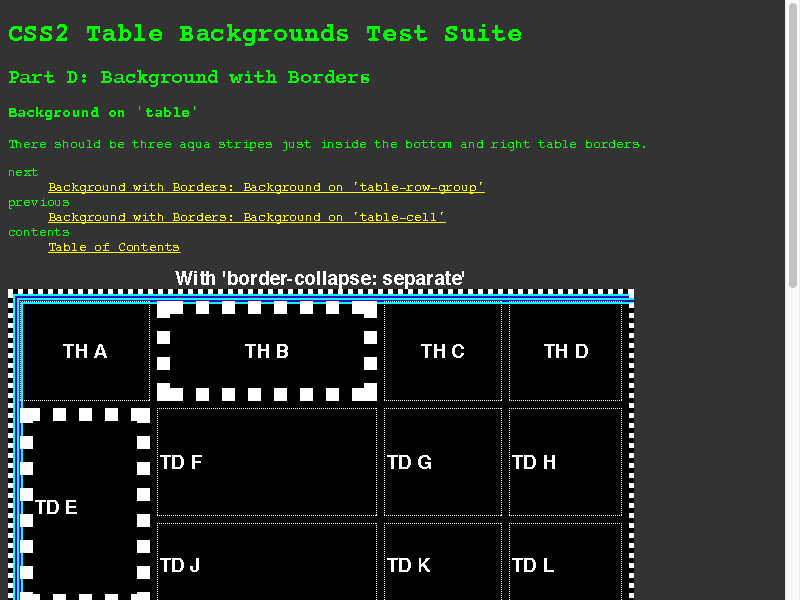 CSS2 Table Backgrounds Test Suite
Part D: Background with Borders
Background on 'table'
There should be three aqua stripes just inside the bottom and right table borders.
next
Background with Borders: Background on 'table-row-group'
previous
Background with Borders: Background on 'table-cell'
contents
Table of Contents
With 'border-collapse: separate'
TH A TH B TH C TH D
TD F TD G TD H
TD E
TD J TD K TD L